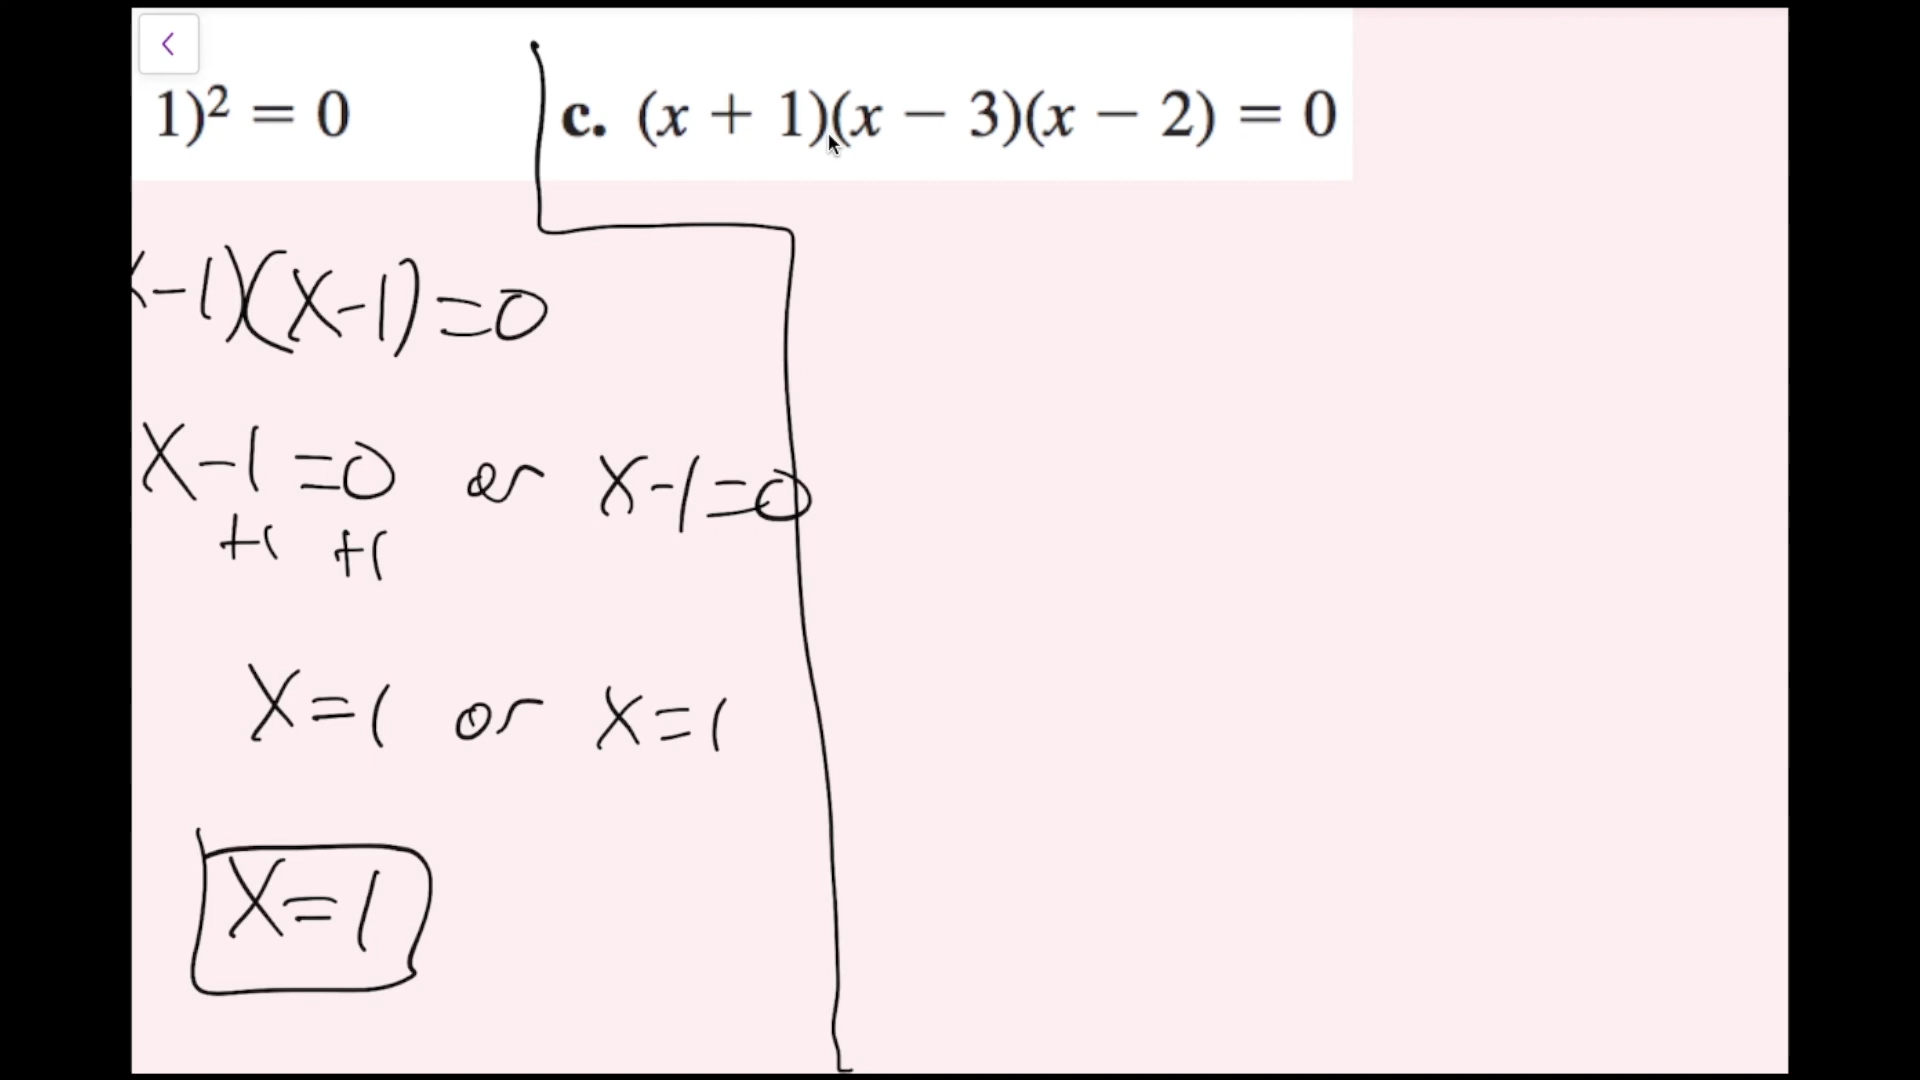 1)² = 0
c. (x + 1)(x − 3)(x − 2) = 0
x-1)(x-1)=0
x-1=0 or x-1=0
+1 +1
x=1 or x=1
x=1